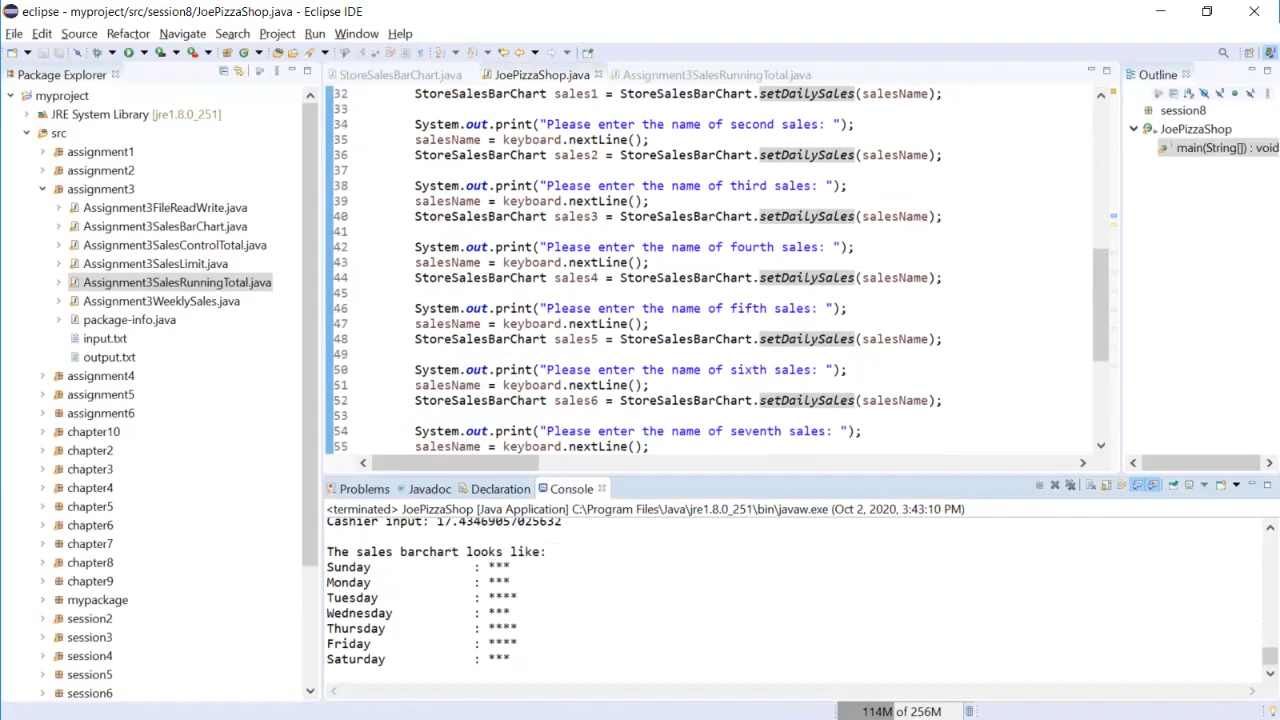 eclipse - myproject/src/session8/JoePizzaShop.java - Eclipse IDE
File Edit Source Refactor Navigate Search Project Run Window Help
Package Explorer
myproject
JRE System Library [jre1.8.0_251]
src
assignment1
assignment2
assignment3
Assignment3FileReadWrite.java
Assignment3SalesBarChart.java
Assignment3SalesControlTotal.java
Assignment3SalesLimit.java
Assignment3SalesRunningTotal.java
Assignment3WeeklySales.java
package-info.java
input.txt
output.txt
assignment4
assignment5
assignment6
chapter10
chapter2
chapter3
chapter4
chapter5
chapter6
chapter7
chapter8
chapter9
mypackage
session2
session3
session4
session5
session6
StoreSalesBarChart.java JoePizzaShop.java Assignment3SalesRunningTotal.java
32 StoreSalesBarChart sales1 = StoreSalesBarChart.setDailySales(salesName);
33
34 System.out.print("Please enter the name of second sales: ");
35 salesName = keyboard.nextLine();
36 StoreSalesBarChart sales2 = StoreSalesBarChart.setDailySales(salesName);
37
38 System.out.print("Please enter the name of third sales: ");
39 salesName = keyboard.nextLine();
40 StoreSalesBarChart sales3 = StoreSalesBarChart.setDailySales(salesName);
41
42 System.out.print("Please enter the name of fourth sales: ");
43 salesName = keyboard.nextLine();
44 StoreSalesBarChart sales4 = StoreSalesBarChart.setDailySales(salesName);
45
46 System.out.print("Please enter the name of fifth sales: ");
47 salesName = keyboard.nextLine();
48 StoreSalesBarChart sales5 = StoreSalesBarChart.setDailySales(salesName);
49
50 System.out.print("Please enter the name of sixth sales: ");
51 salesName = keyboard.nextLine();
52 StoreSalesBarChart sales6 = StoreSalesBarChart.setDailySales(salesName);
53
54 System.out.print("Please enter the name of seventh sales: ");
55 salesName = keyboard.nextLine();
Outline
session8
JoePizzaShop
main(String[]) : void
Problems Javadoc Declaration Console
<terminated> JoePizzaShop [Java Application] C:\Program Files\Java\jre1.8.0_251\bin\javaw.exe (Oct 2, 2020, 3:43:10 PM)
Cashier input: 17.43469057025632
The sales barchart looks like:
Sunday : ***
Monday : ***
Tuesday : ****
Wednesday : ***
Thursday : ****
Friday : ****
Saturday : ***
114M of 256M